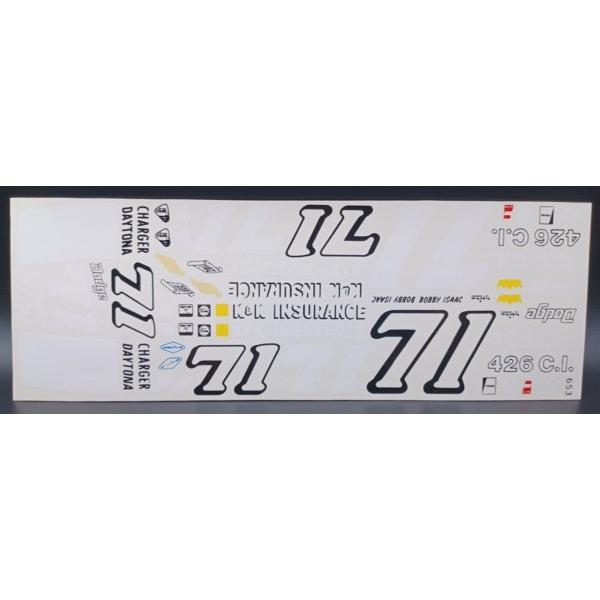 CHARGER
DAYTONA
Dodge
71
CHARGER
DAYTONA
71
K&K INSURANCE
K&K INSURANCE
71
BOBBY ISAAC
BOBBY ISAAC
71
426 C.I.
Dodge
426 C.I.
653